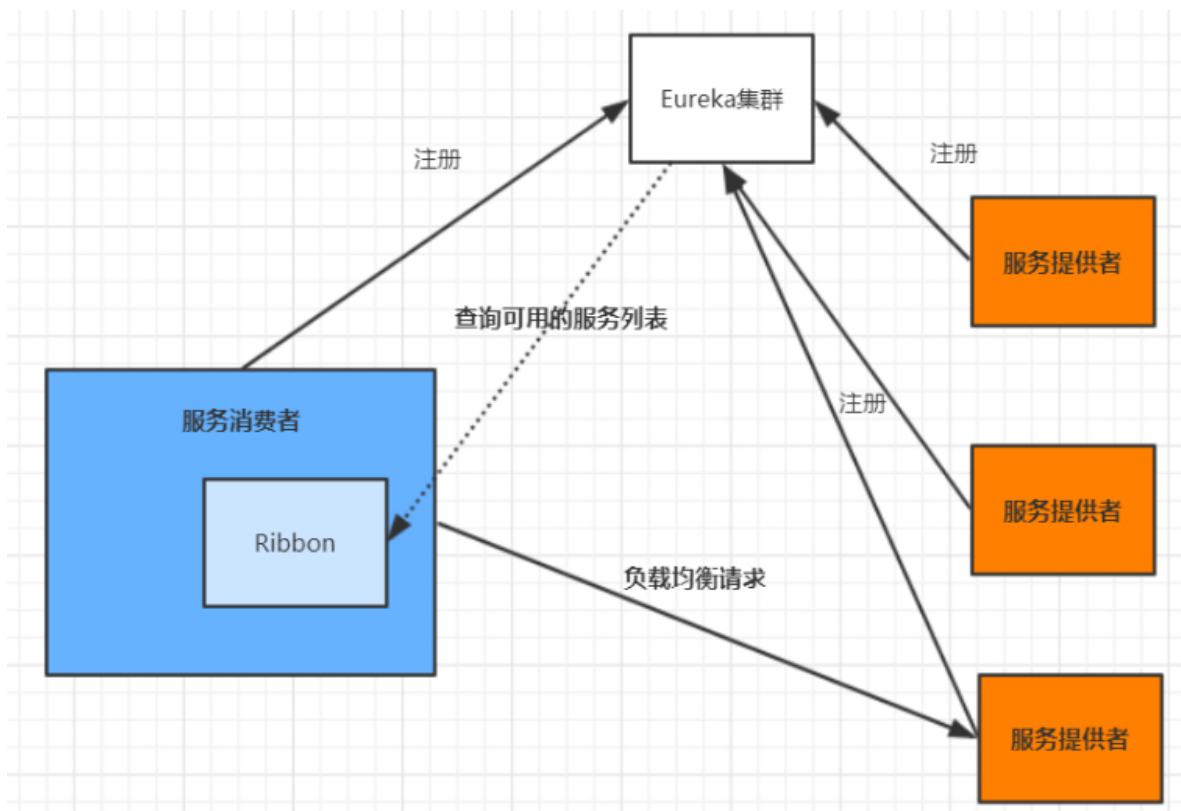 Eureka集群
注册
注册
服务提供者
查询可用的服务列表
服务消费者
注册
Ribbon
服务提供者
负载均衡请求
服务提供者